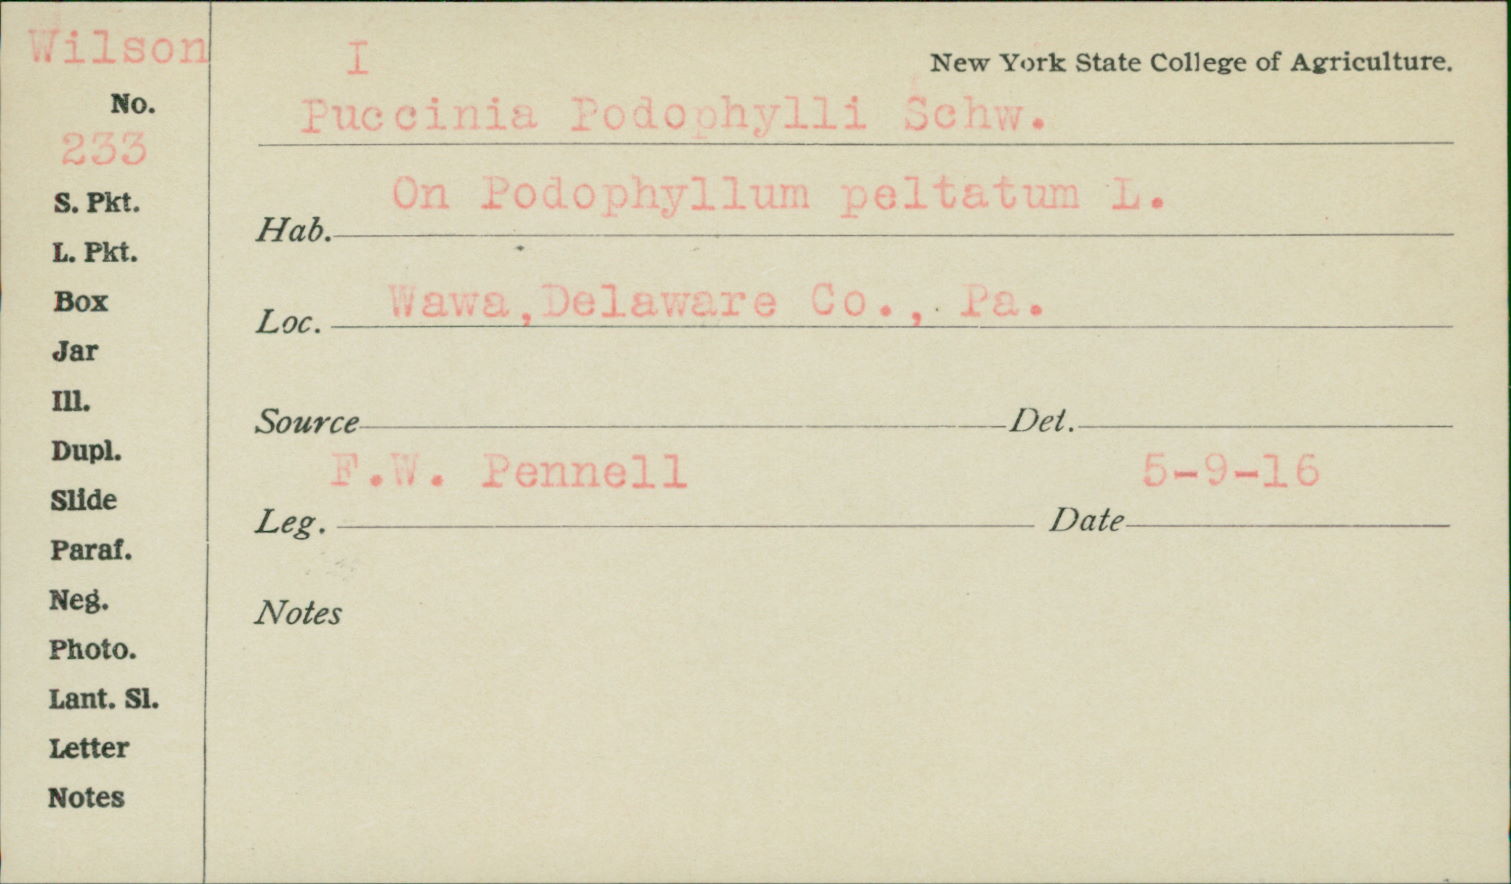 Wilson
No.
233
S. Pkt.
L. Pkt.
Box
Jar
Ill.
Dupl.
Slide
Paraf.
Neg.
Photo.
Lant. Sl.
Letter
Notes
I
New York State College of Agriculture.
Puccinia Podophylli Schw.
On Podophyllum peltatum L.
Hab.
Wawa,Delaware Co., Pa.
Loc.
Source Det.
F.W. Pennell 5-9-16
Leg. Date
Notes